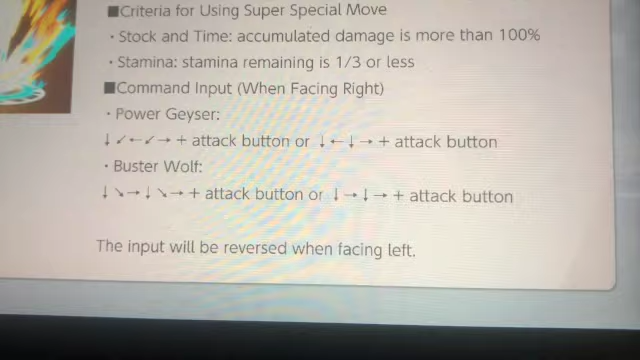 ■Criteria for Using Super Special Move
・Stock and Time: accumulated damage is more than 100%
・Stamina: stamina remaining is 1/3 or less
■Command Input (When Facing Right)
・Power Geyser:
↓↙←↙→ + attack button or ↓←↓→ + attack button
・Buster Wolf:
↓↘→↓↘→ + attack button or ↓→↓→ + attack button
The input will be reversed when facing left.